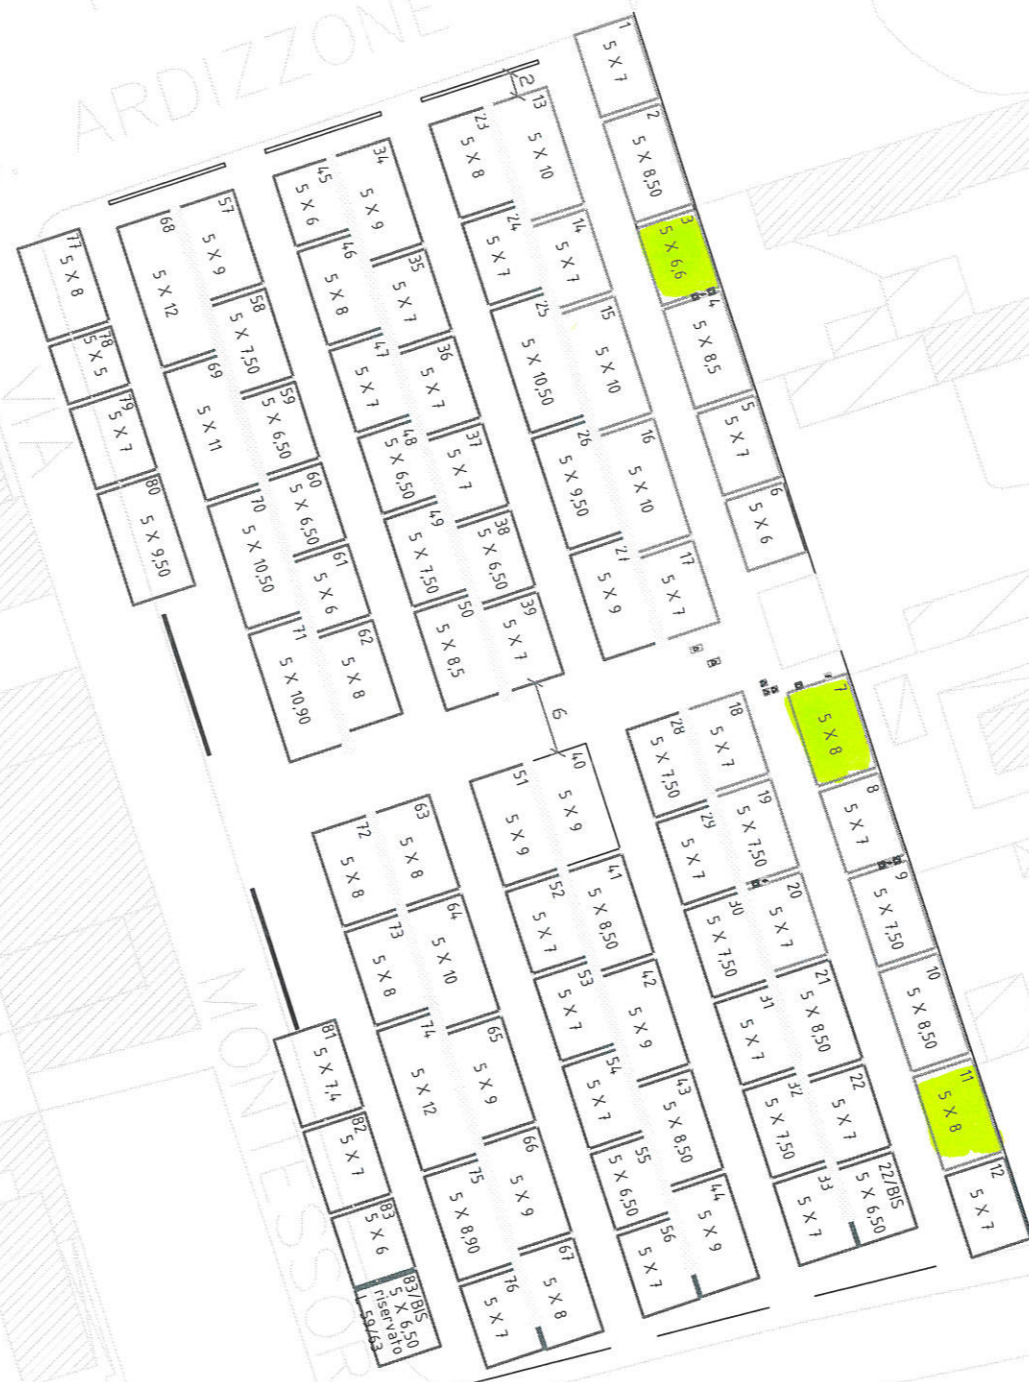 ARDIZZONE
VIA
MONTESSOR
2
6
1
5 X 7
2
5 X 8,50
3
5 X 6,6
4
5 X 8,5
5
5 X 7
6
5 X 6
7
5 X 8
8
5 X 7
9
5 X 7,50
10
5 X 8,50
11
5 X 8
12
5 X 7
13
5 X 10
14
5 X 7
15
5 X 10
16
5 X 10
17
5 X 7
18
5 X 7
19
5 X 7,50
20
5 X 7
21
5 X 8,50
22
5 X 7
22/BIS
5 X 6,50
23
5 X 8
24
5 X 7
25
5 X 10,50
26
5 X 9,50
27
5 X 9
28
5 X 7,50
29
5 X 7
30
5 X 7,50
31
5 X 7
32
5 X 7,50
33
5 X 7
34
5 X 9
35
5 X 7
36
5 X 7
37
5 X 7
38
5 X 6,50
39
5 X 7
40
5 X 9
41
5 X 8,50
42
5 X 9
43
5 X 8,50
44
5 X 9
45
5 X 6
46
5 X 8
47
5 X 7
48
5 X 6,50
49
5 X 7,50
50
5 X 8,5
51
5 X 9
52
5 X 7
53
5 X 7
54
5 X 7
55
5 X 6,50
56
5 X 7
57
5 X 9
58
5 X 7,50
59
5 X 6,50
60
5 X 6,50
61
5 X 6
62
5 X 8
63
5 X 8
64
5 X 10
65
5 X 9
66
5 X 9
67
5 X 8
68
5 X 12
69
5 X 11
70
5 X 10,50
71
5 X 10,90
72
5 X 8
73
5 X 8
74
5 X 12
75
5 X 8,90
76
5 X 7
77
5 X 8
78
5 X 5
79
5 X 7
80
5 X 9,50
81
5 X 7,4
82
5 X 7
83
5 X 6
83/BIS
5 X 6,50
riservato
L 59/63